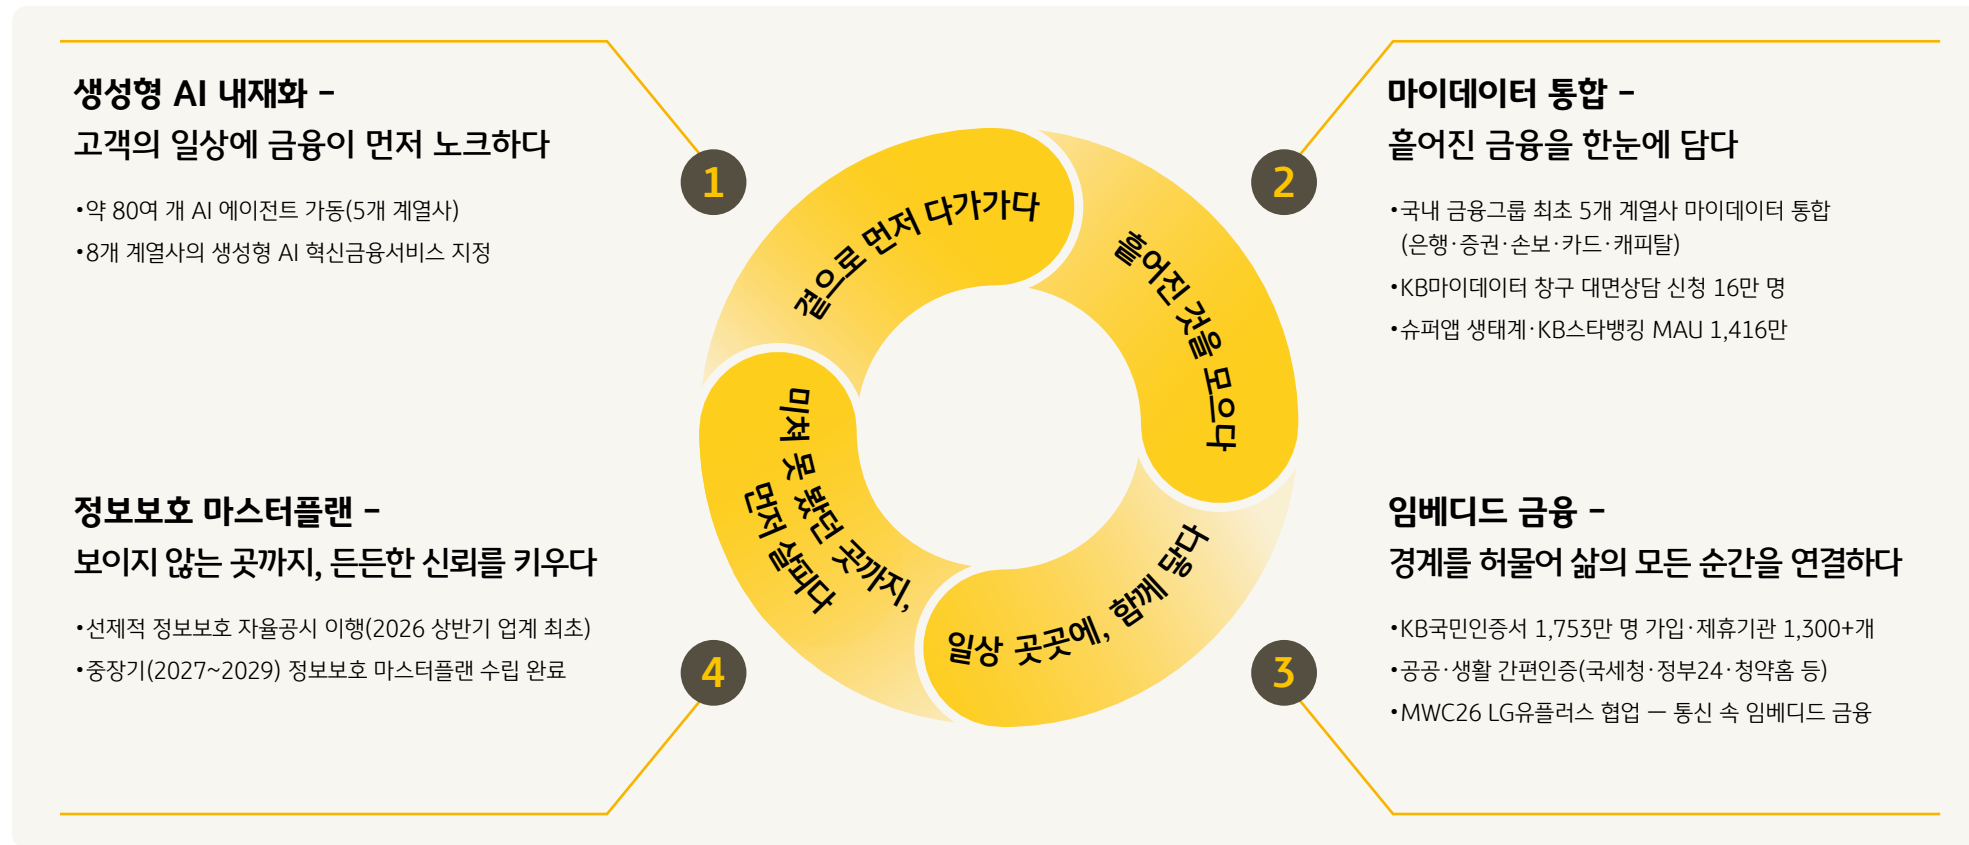 생성형 AI 내재화 –
고객의 일상에 금융이 먼저 노크하다
•약 80여 개 AI 에이전트 가동(5개 계열사)
•8개 계열사의 생성형 AI 혁신금융서비스 지정
1
곁으로 먼저 다가가다
마이데이터 통합 –
흩어진 금융을 한눈에 담다
•국내 금융그룹 최초 5개 계열사 마이데이터 통합
(은행·증권·손보·카드·캐피탈)
•KB마이데이터 창구 대면상담 신청 16만 명
•슈퍼앱 생태계·KB스타뱅킹 MAU 1,416만
2
흩어진 것을 모으다
임베디드 금융 –
경계를 허물어 삶의 모든 순간을 연결하다
•KB국민인증서 1,753만 명 가입·제휴기관 1,300+개
•공공·생활 간편인증(국세청·정부24·청약홈 등)
•MWC26 LG유플러스 협업 — 통신 속 임베디드 금융
3
일상 곳곳에, 함께 닿다
정보보호 마스터플랜 –
보이지 않는 곳까지, 든든한 신뢰를 키우다
•선제적 정보보호 자율공시 이행(2026 상반기 업계 최초)
•중장기(2027~2029) 정보보호 마스터플랜 수립 완료
4
미쳐 못 봤던 곳까지,
먼저 살피다